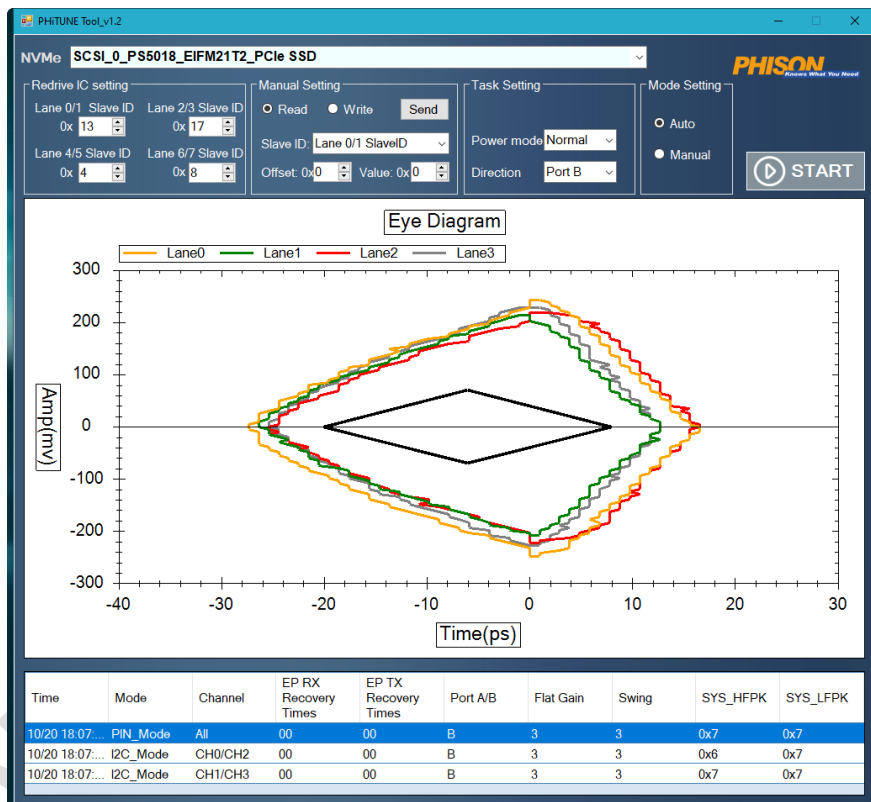 PHiTUNE Tool_v1.2
NVMe SCSI_0_PS5018_EIFM21T2_PCIe SSD
PHISON
Knows What You Need
Redrive IC setting
Lane 0/1 Slave ID Lane 2/3 Slave ID
0x 13 0x 17
Lane 4/5 Slave ID Lane 6/7 Slave ID
0x 4 0x 8
Manual Setting
Read Write Send
Slave ID: Lane 0/1 SlaveID
Offset: 0x 0 Value: 0x 0
Task Setting
Power mode Normal
Direction Port B
Mode Setting
Auto
Manual
START
Eye Diagram
Lane0 Lane1 Lane2 Lane3
300
200
100
0
-100
-200
-300
Amp(mv)
-40 -30 -20 -10 0 10 20 30
Time(ps)
Time Mode Channel EP RX Recovery Times EP TX Recovery Times Port A/B Flat Gain Swing SYS_HFPK SYS_LFPK
10/20 18:07:... PIN_Mode All 00 00 B 3 3 0x7 0x7
10/20 18:07:... I2C_Mode CH0/CH2 00 00 B 3 3 0x6 0x7
10/20 18:07:... I2C_Mode CH1/CH3 00 00 B 3 3 0x7 0x7